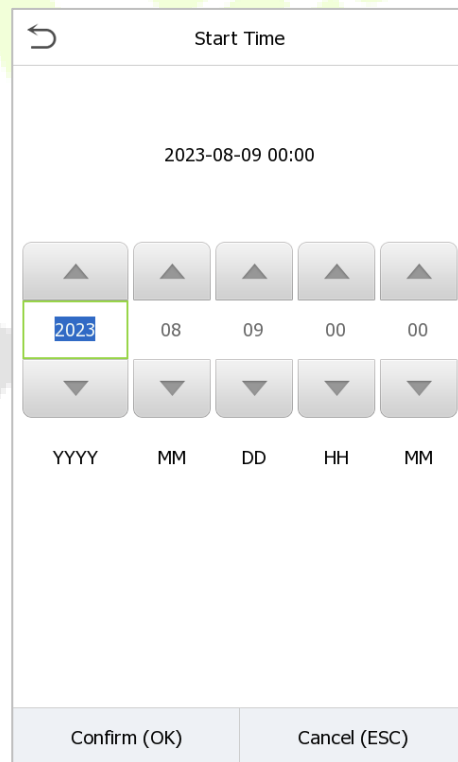 Start Time
2023-08-09 00:00
2023 08 09 00 00
YYYY MM DD HH MM
Confirm (OK) Cancel (ESC)